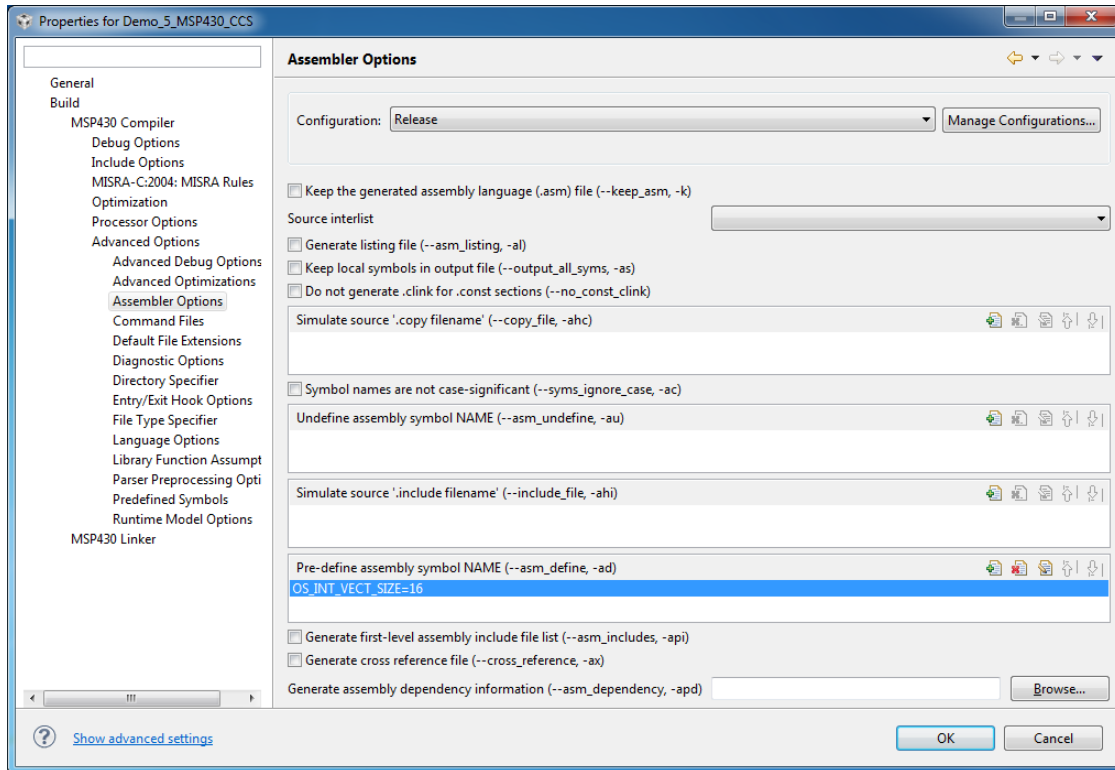 Properties for Demo_5_MSP430_CCS
General
Build
MSP430 Compiler
Debug Options
Include Options
MISRA-C:2004: MISRA Rules
Optimization
Processor Options
Advanced Options
Advanced Debug Options
Advanced Optimizations
Assembler Options
Command Files
Default File Extensions
Diagnostic Options
Directory Specifier
Entry/Exit Hook Options
File Type Specifier
Language Options
Library Function Assumpt
Parser Preprocessing Opti
Predefined Symbols
Runtime Model Options
MSP430 Linker
Assembler Options
Configuration: Release Manage Configurations...
Keep the generated assembly language (.asm) file (--keep_asm, -k)
Source interlist
Generate listing file (--asm_listing, -al)
Keep local symbols in output file (--output_all_syms, -as)
Do not generate .clink for .const sections (--no_const_clink)
Simulate source '.copy filename' (--copy_file, -ahc)
Symbol names are not case-significant (--syms_ignore_case, -ac)
Undefine assembly symbol NAME (--asm_undefine, -au)
Simulate source '.include filename' (--include_file, -ahi)
Pre-define assembly symbol NAME (--asm_define, -ad)
OS_INT_VECT_SIZE=16
Generate first-level assembly include file list (--asm_includes, -api)
Generate cross reference file (--cross_reference, -ax)
Generate assembly dependency information (--asm_dependency, -apd) Browse...
Show advanced settings
OK Cancel